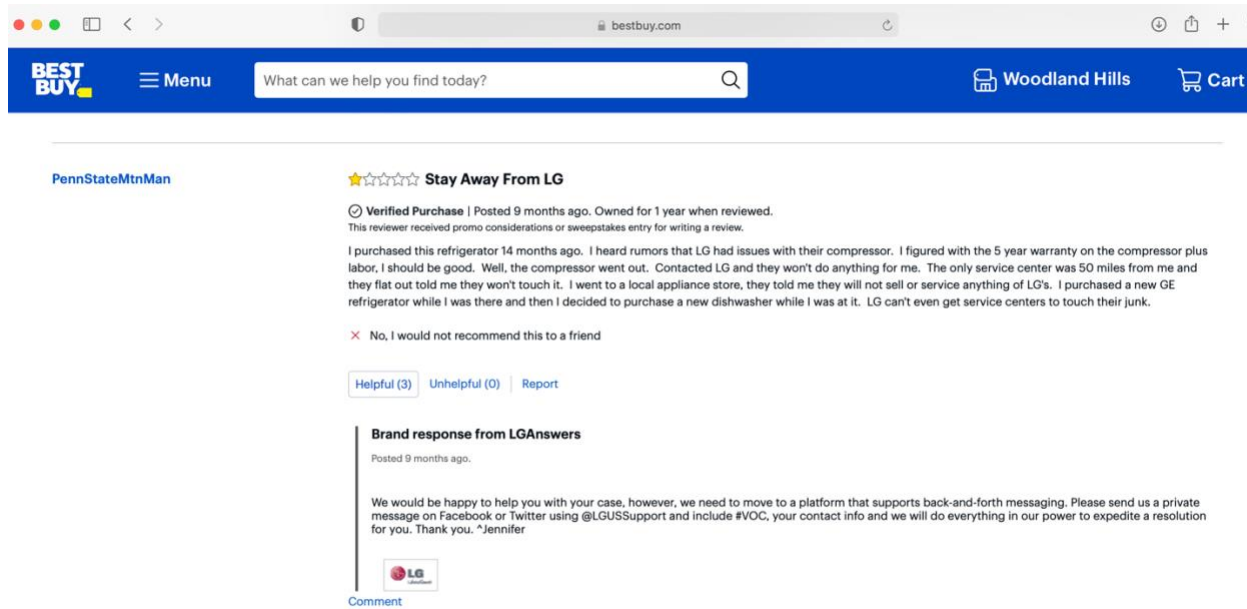 bestbuy.com
BEST
BUY
Menu
What can we help you find today?
Woodland Hills
Cart
PennStateMtnMan
Stay Away From LG
Verified Purchase | Posted 9 months ago. Owned for 1 year when reviewed.
This reviewer received promo considerations or sweepstakes entry for writing a review.
I purchased this refrigerator 14 months ago. I heard rumors that LG had issues with their compressor. I figured with the 5 year warranty on the compressor plus
labor, I should be good. Well, the compressor went out. Contacted LG and they won't do anything for me. The only service center was 50 miles from me and
they flat out told me they won't touch it. I went to a local appliance store, they told me they will not sell or service anything of LG's. I purchased a new GE
refrigerator while I was there and then I decided to purchase a new dishwasher while I was at it. LG can't even get service centers to touch their junk.
No, I would not recommend this to a friend
Helpful (3)
Unhelpful (0)
Report
Brand response from LGAnswers
Posted 9 months ago.
We would be happy to help you with your case, however, we need to move to a platform that supports back-and-forth messaging. Please send us a private
message on Facebook or Twitter using @LGUSSupport and include #VOC, your contact info and we will do everything in our power to expedite a resolution
for you. Thank you. ^Jennifer
LG
Comment